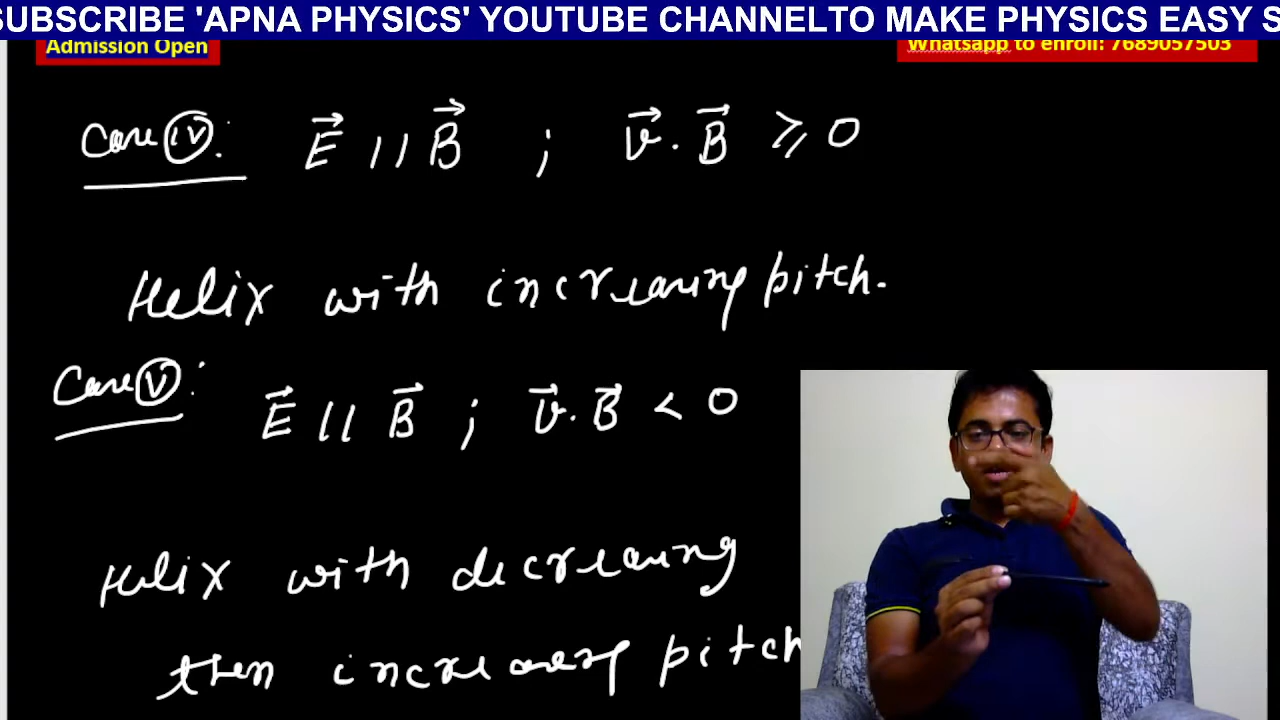 SUBSCRIBE 'APNA PHYSICS' YOUTUBE CHANNELTO MAKE PHYSICS EASY S
Admission Open
Whatsapp to enroll: 7689057503
Case (iv): E⃗ // B⃗ ; v⃗ . B⃗ ⩾ 0
Helix with increasing pitch.
Case (v): E⃗ // B⃗ ; v⃗ . B⃗ < 0
Helix with decreasing
then increasing pitch